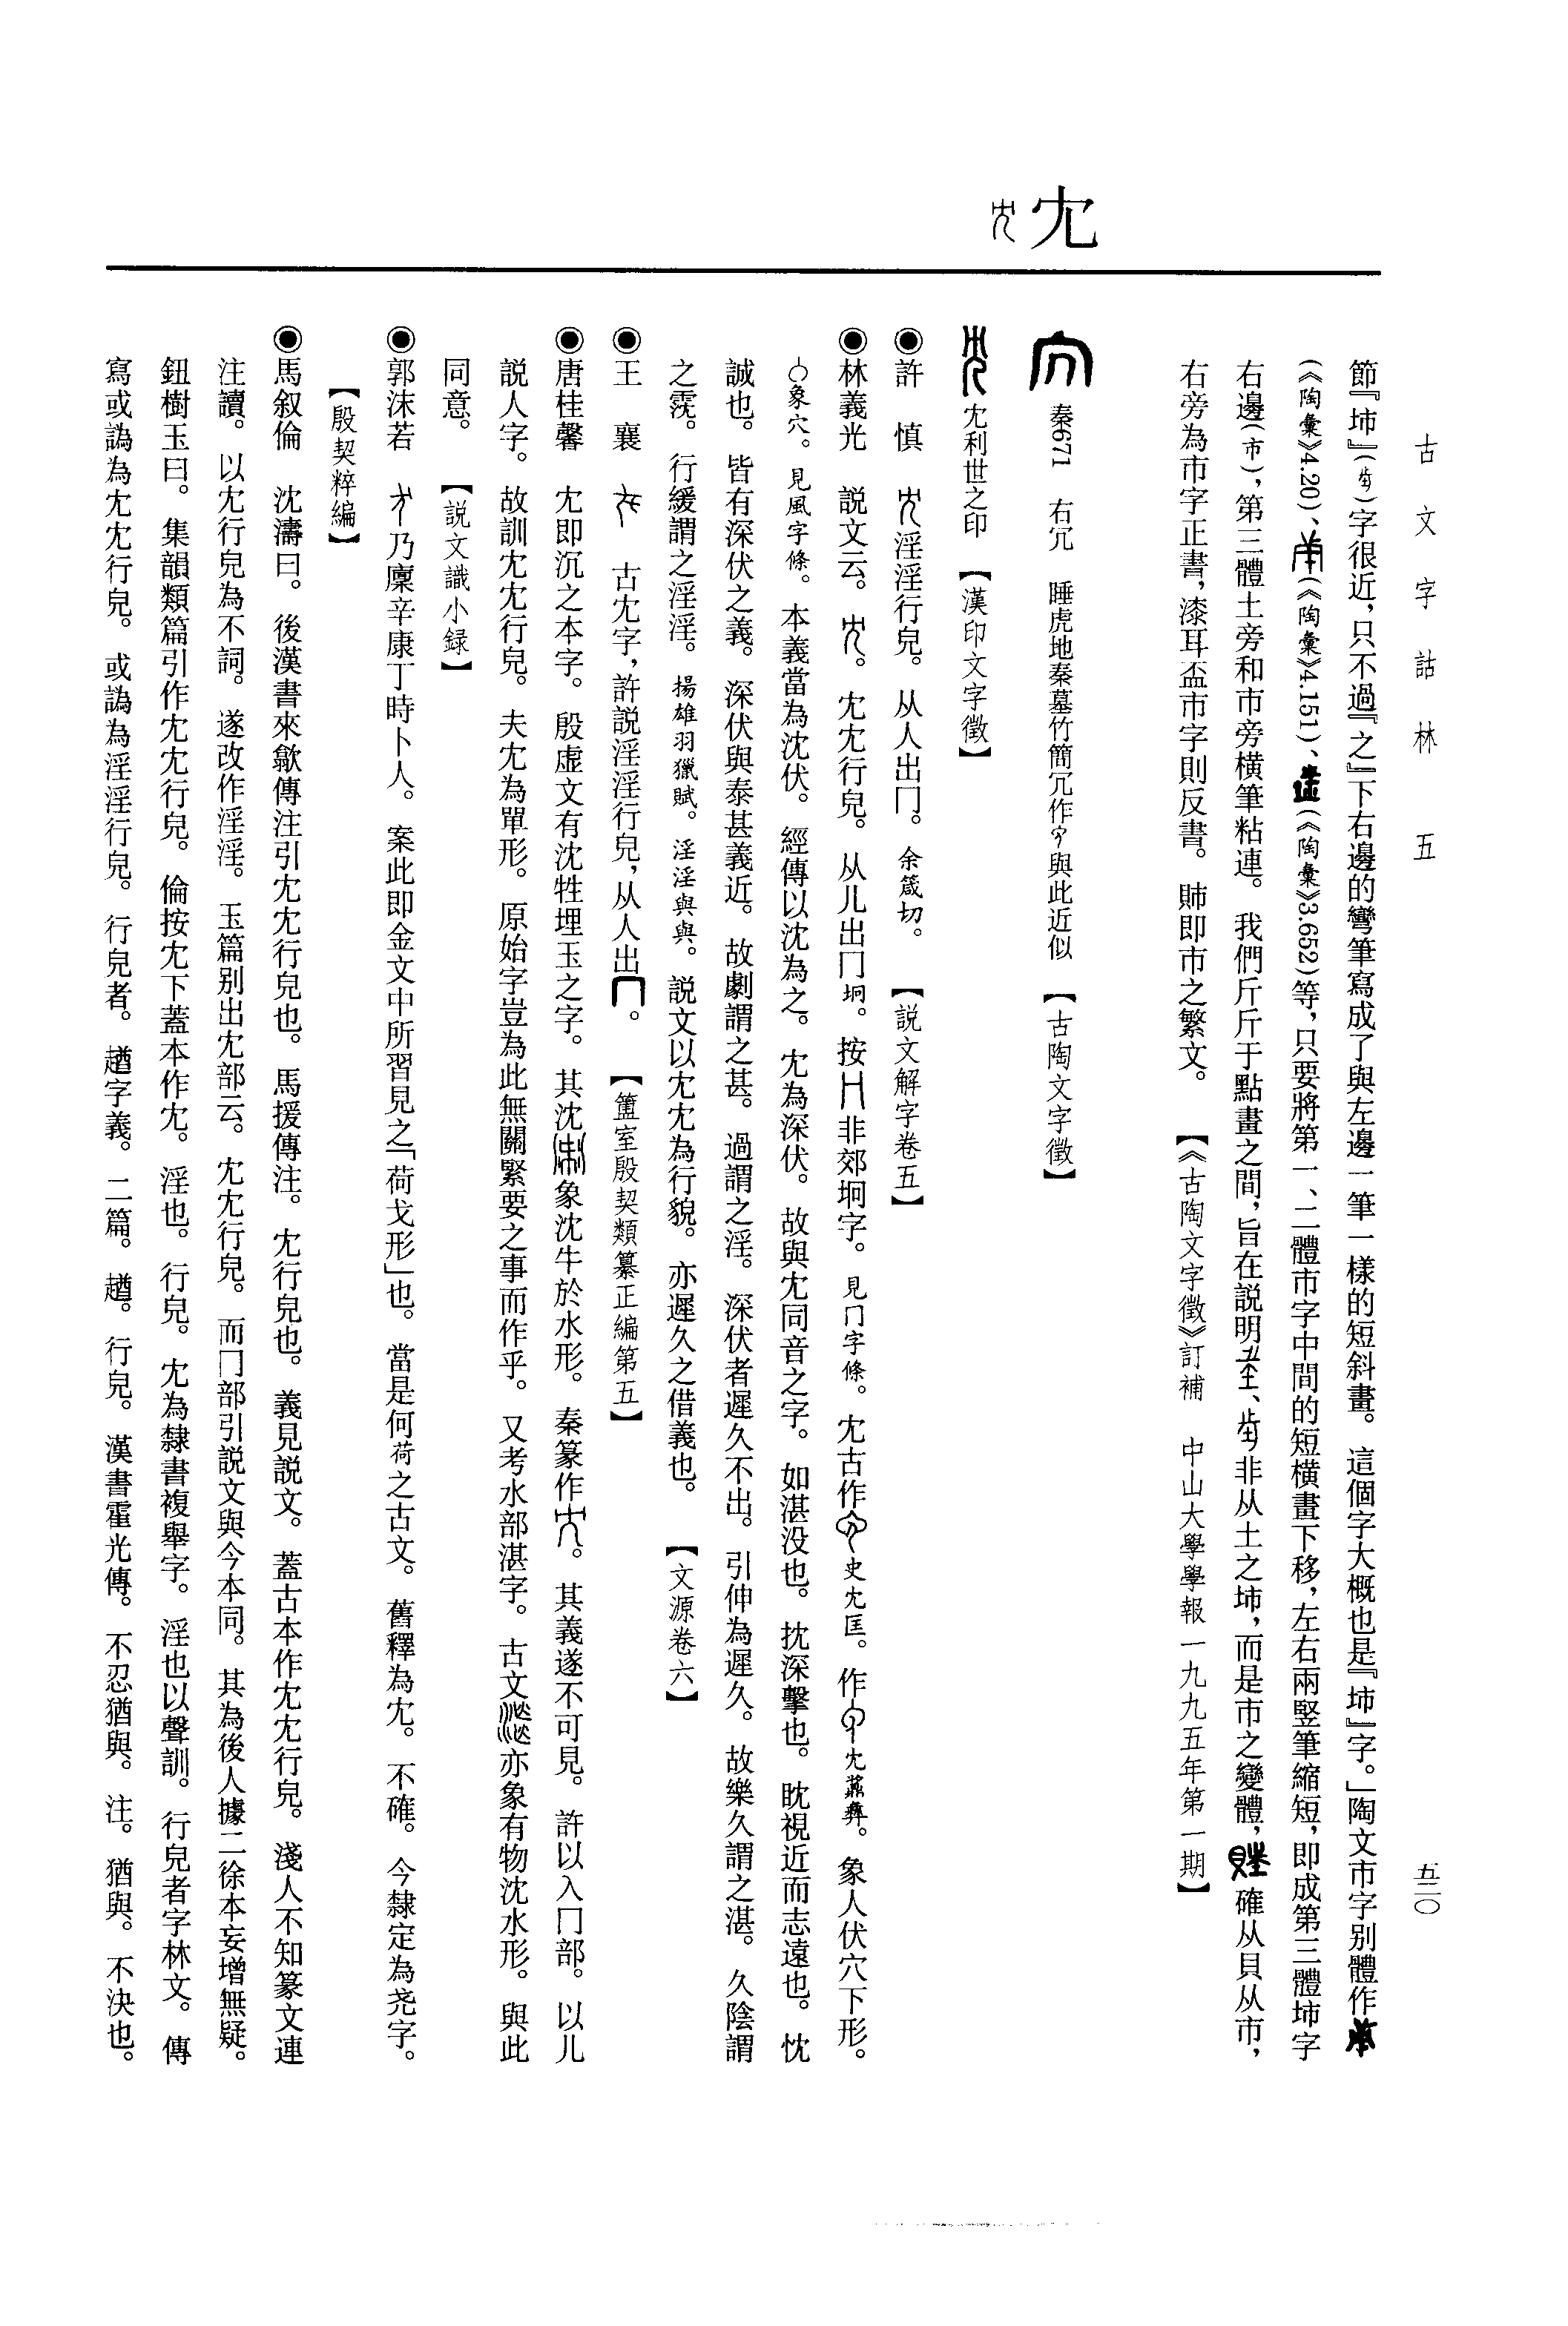 古文字詁林 五
五三〇
冘
節『坲』字很近，只不過『之』下右邊的彎筆寫成了與左邊一筆一樣的短斜畫。這個字大概也是『坲』字。」陶文市字別體作
（《陶彙》4.20）、（《陶彙》4.151）、（《陶彙》3.652）等，只要將第一、二體市字中間的短橫畫下移，左右兩竪筆縮短，即成第三體字
右邊（市），第三體土旁和市旁橫筆粘連。我們斤斤于點畫之間，旨在説明、非从土之，而是市之變體，確从貝从市，
右旁為市字正書，漆耳盃市字則反書。即市之繁文。 【《古陶文字徵》訂補 中山大學學報一九九五年第一期】
秦671 右冗 睡虎地秦墓竹簡冗作與此近似 【古陶文字徵】
冘利世之印 【漢印文字徵】
◉許 慎 淫淫行皃。从人出冂。余箴切。 【説文解字卷五】
◉林義光 説文云。冘冘行皃。从儿出冂坰。按非郊坰字。見冂字條。冘古作史冘匡。作冘彝。象人伏穴下形。
象穴。見風字條。本義當為沈伏。經傳以沈為之。冘為深伏。故與冘同音之字。如湛没也。抌深擊也。眈視近而志遠也。忱
誠也。皆有深伏之義。深伏與泰甚義近。故劇謂之甚。過謂之淫。深伏者遲久不出。引伸為遲久。故樂久謂之湛。久陰謂
之霃。行緩謂之淫淫。揚雄羽獵賦。淫淫與與。説文以冘冘為行貌。亦遲久之借義也。 【文源卷六】
◉王 襄 古冘字，許説淫淫行皃，从人出冂。 【簠室殷契類纂正編第五】
◉唐桂馨 冘即沉之本字。殷虚文有沈牲埋玉之字。其沈象沈牛於水形。秦篆作。其義遂不可見。許以入冂部。以儿
説人字。故訓冘冘行皃。夫冘為單形。原始字豈為此無關緊要之事而作乎。又考水部湛字。古文亦象有物沈水形。與此
同意。 【説文識小録】
◉郭沫若 乃廩辛康丁時卜人。案此即金文中所習見之「荷戈形」也。當是何荷之古文。舊釋為冘。不確。今隸定為尧字。
【殷契粹編】
◉馬叙倫 沈濤曰。後漢書來歙傳注引冘冘行皃也。馬援傳注。冘行皃也。義見説文。蓋古本作冘冘行皃。淺人不知篆文連
注讀。以冘行皃為不詞。遂改作淫淫。玉篇别出冘部云。冘冘行皃。而冂部引説文與今本同。其為後人據二徐本妄增無疑。
鈕樹玉曰。集韻類篇引作冘冘行皃。倫按冘下蓋本作冘。淫也。行皃。冘為隸書複舉字。淫也以聲訓。行皃者字林文。傳
寫或譌為冘冘行皃。或譌為淫淫行皃。行皃者。趥字義。二篇。趥。行皃。漢書霍光傳。不忍猶與。注。猶與。不決也。